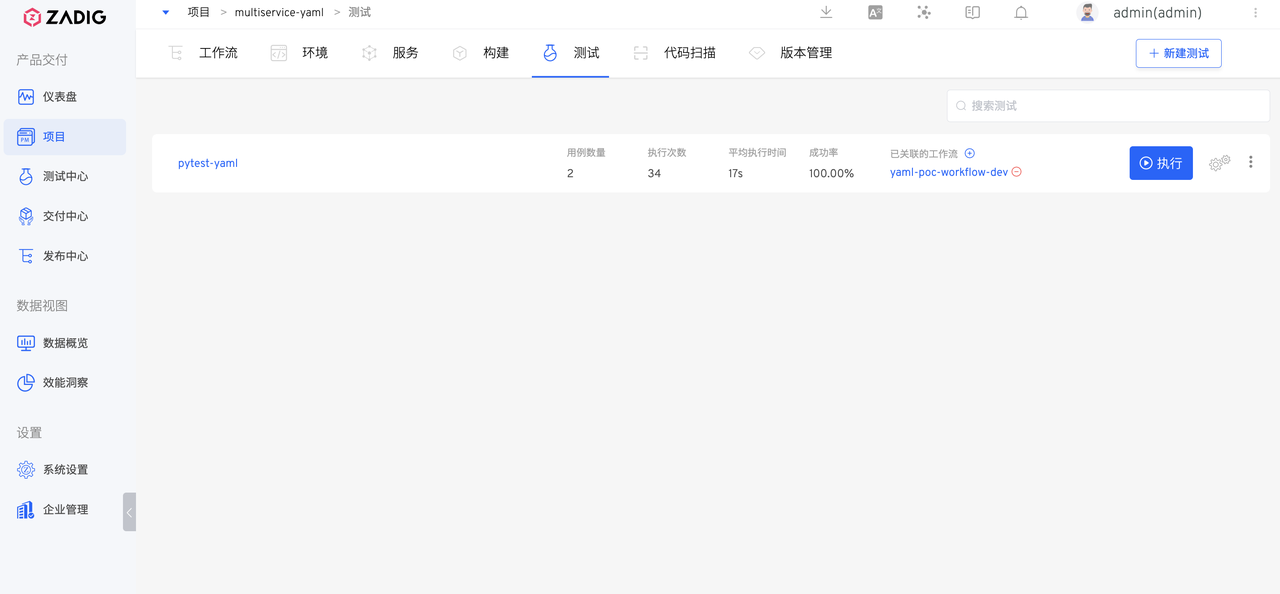 ZADIG
产品交付
仪表盘
项目
测试中心
交付中心
发布中心
数据视图
数据概览
效能洞察
设置
系统设置
企业管理
项目 > multiservice-yaml > 测试
admin(admin)
工作流 环境 服务 构建 测试 代码扫描 版本管理
+ 新建测试
搜索测试
pytest-yaml
用例数量 执行次数 平均执行时间 成功率 已关联的工作流
2 34 17s 100.00% yaml-poc-workflow-dev
执行